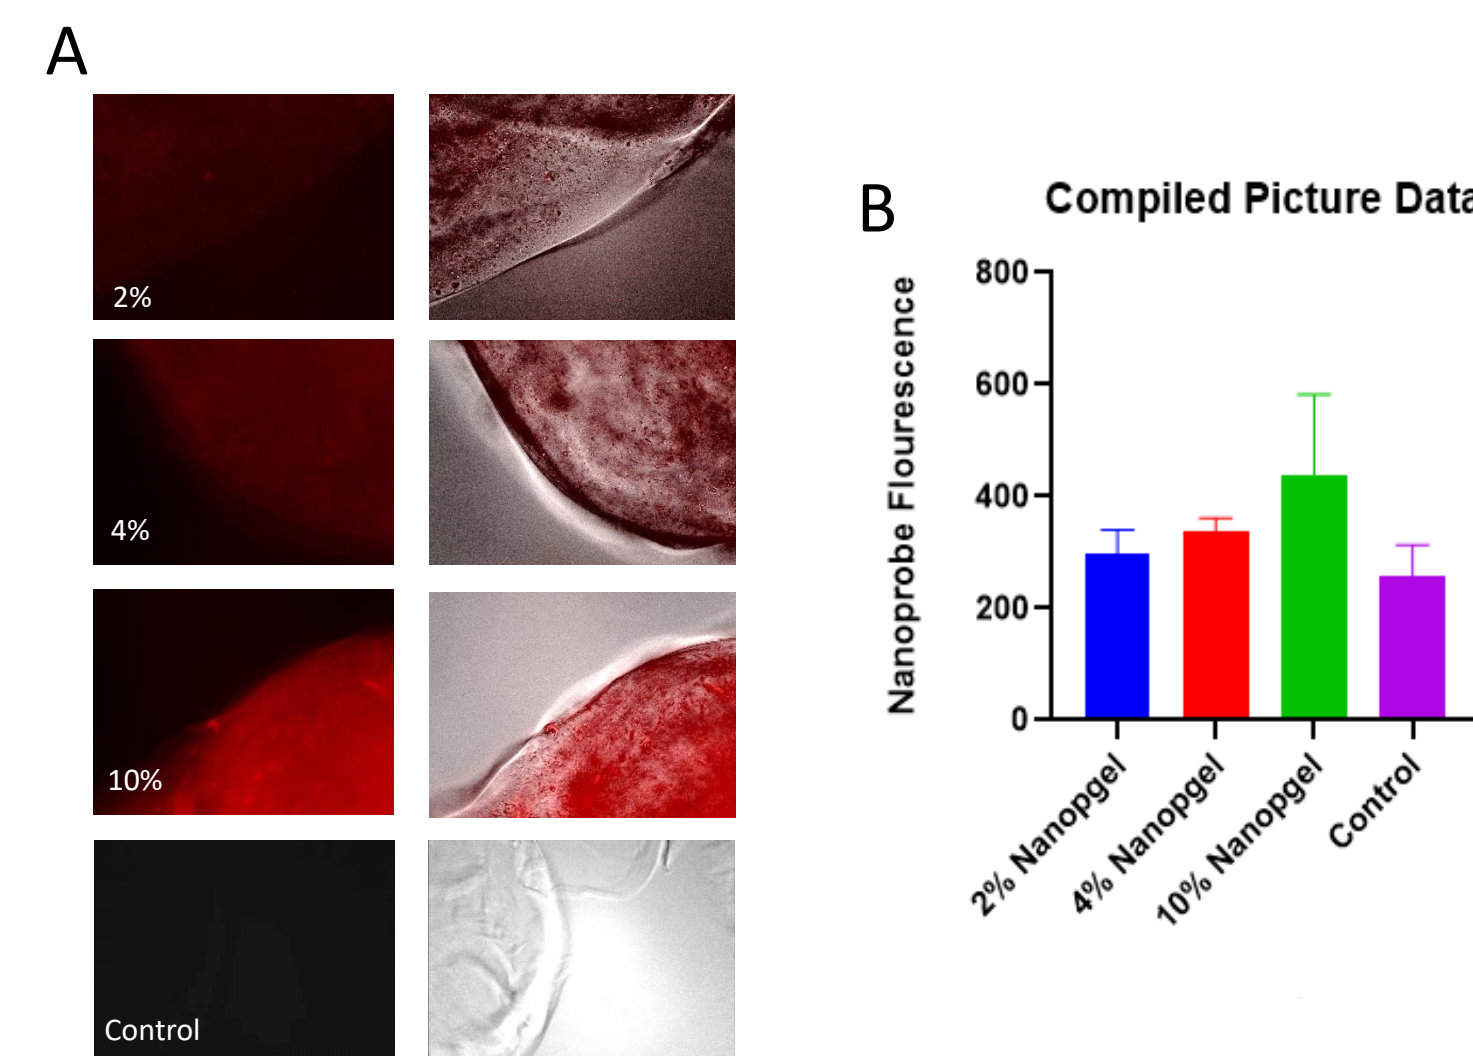 A
2%
4%
10%
Control
B
Compiled Picture Data
Nanoprobe Flourescence
800
600
400
200
0
2% Nanopgel
4% Nanopgel
10% Nanopgel
Control